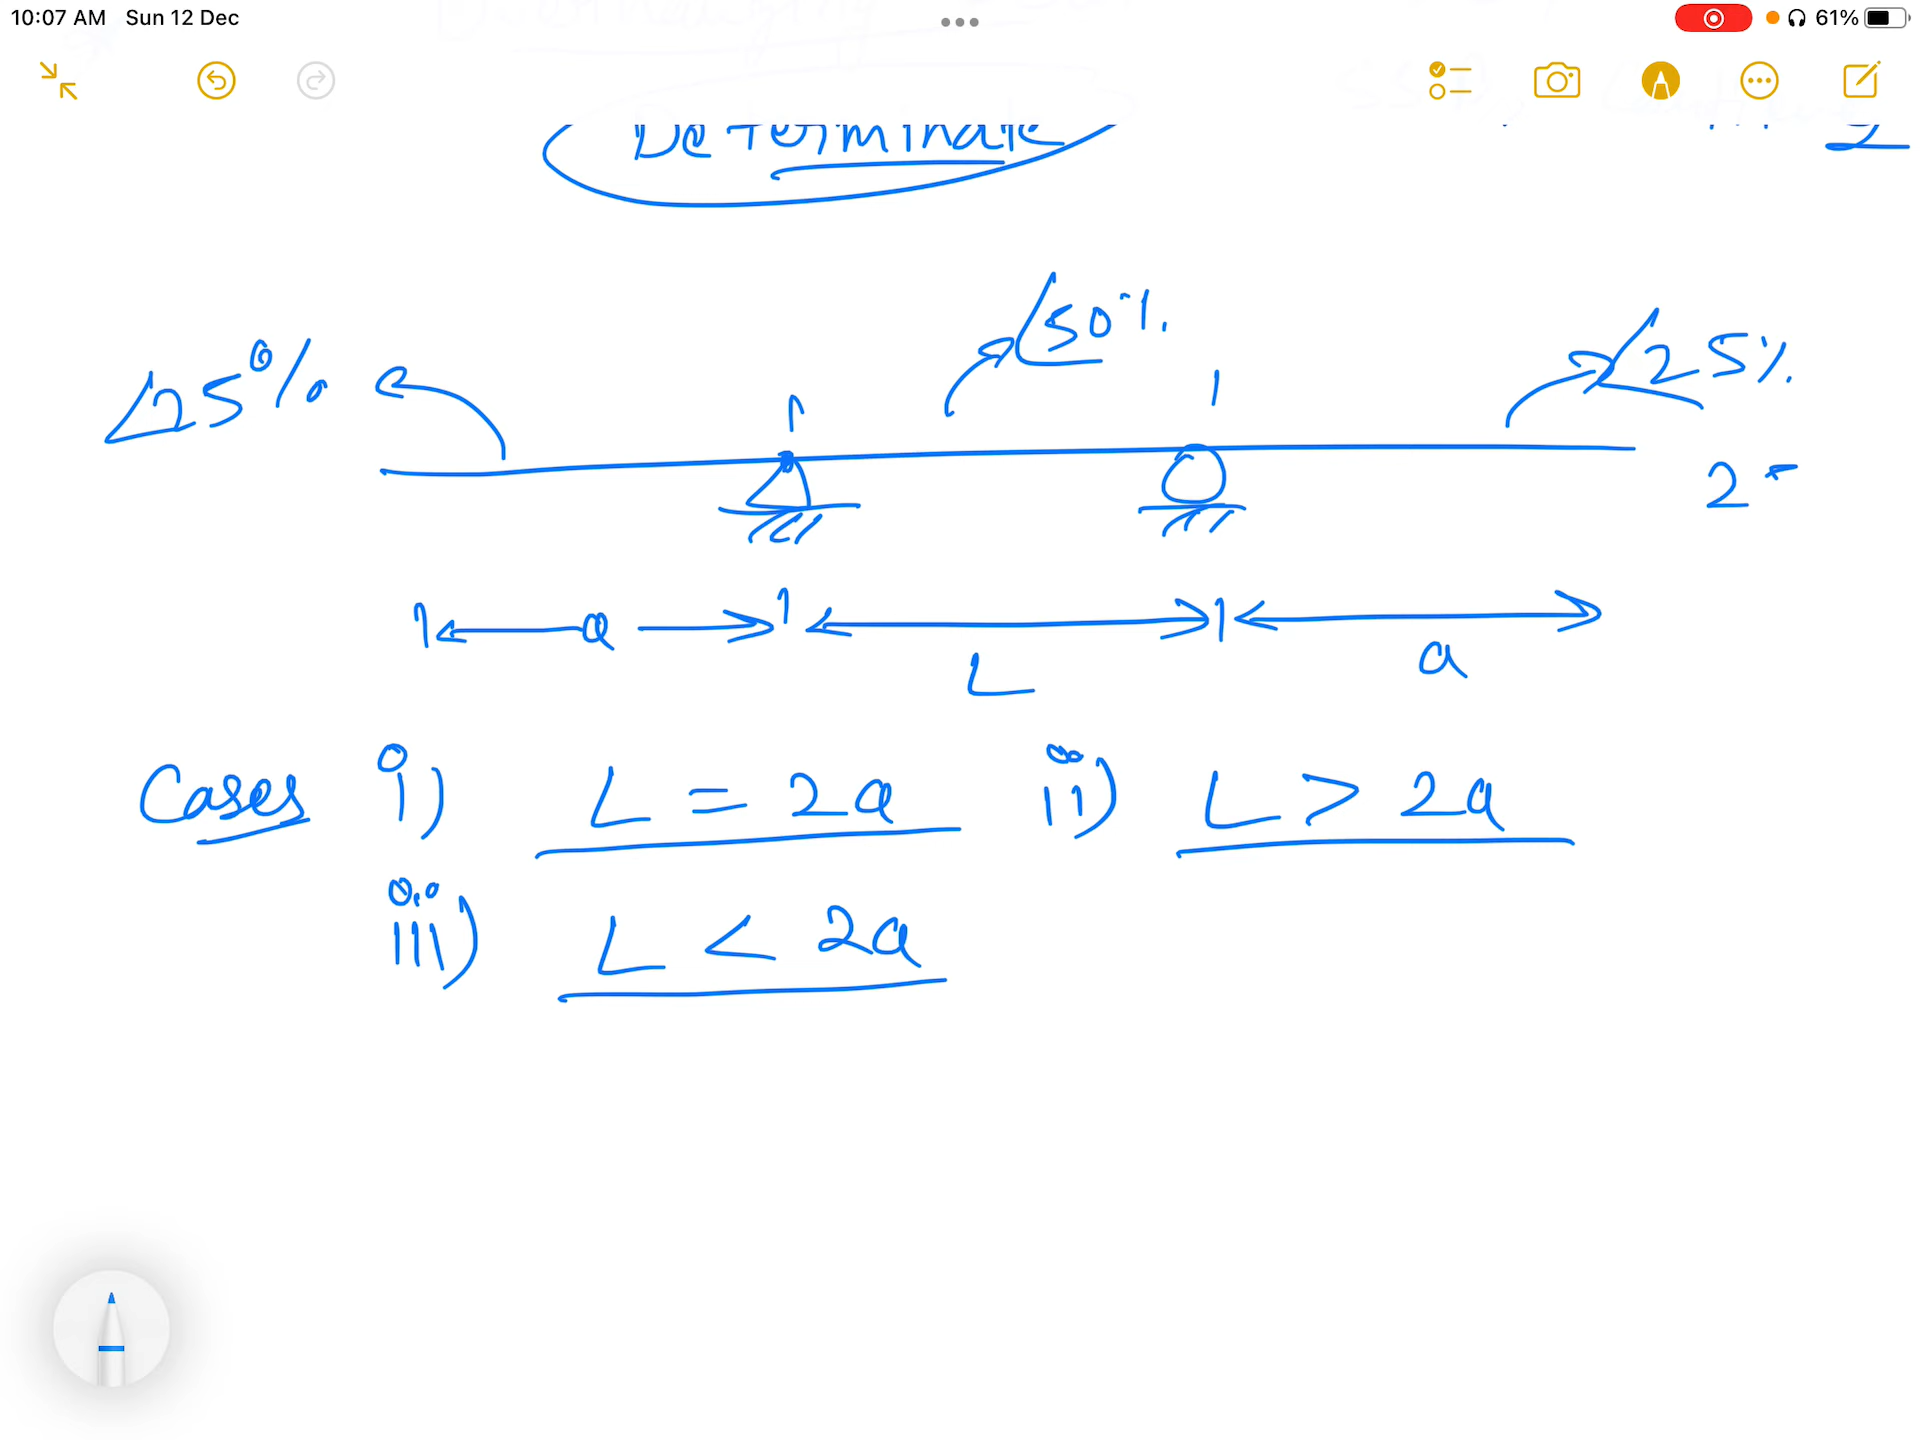 10:07 AM Sun 12 Dec 61%
Determinate
50%
25%
25%
2
a L a
Cases i) L = 2a ii) L > 2a
iii) L < 2a